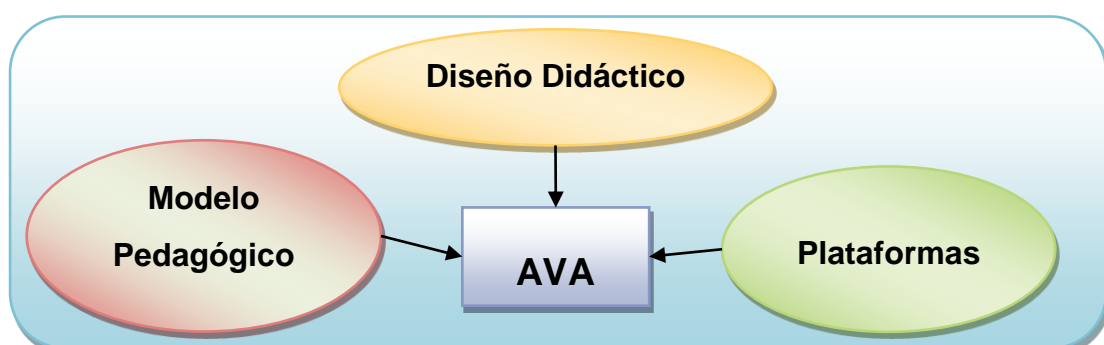 Diseño Didáctico
Modelo
Pedagógico
AVA
Plataformas